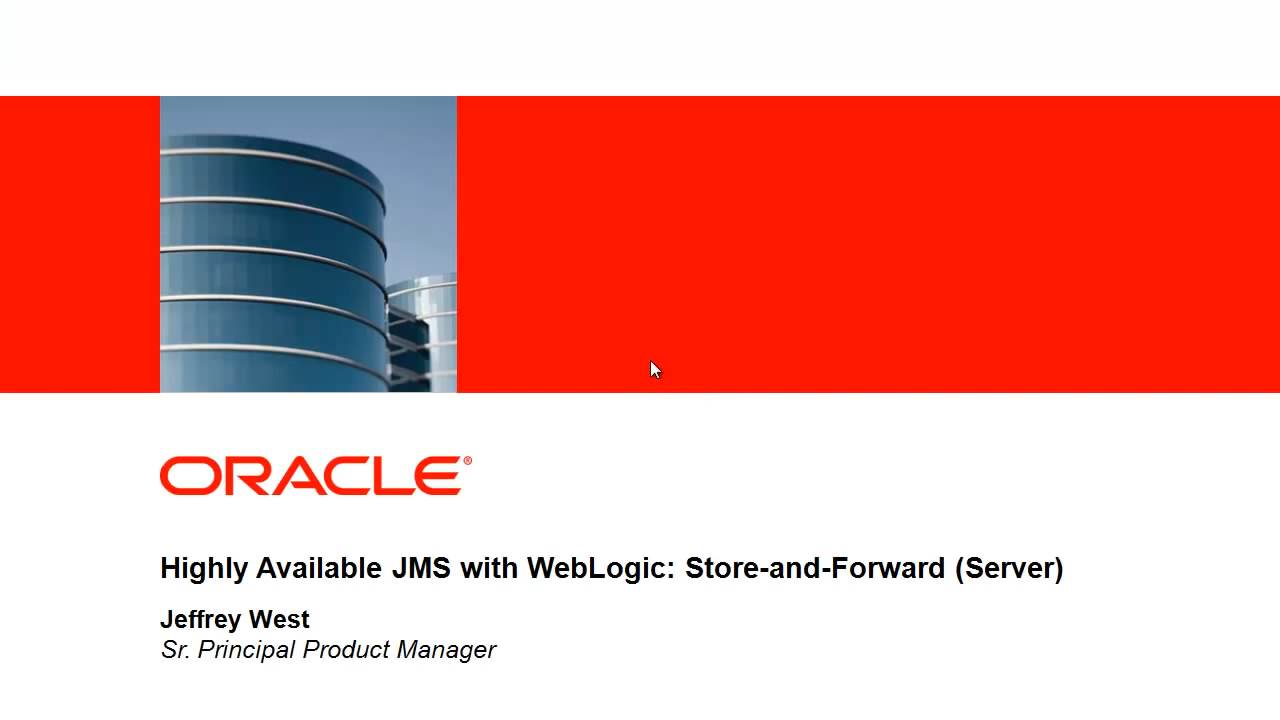 ORACLE®
Highly Available JMS with WebLogic: Store-and-Forward (Server)
Jeffrey West
Sr. Principal Product Manager